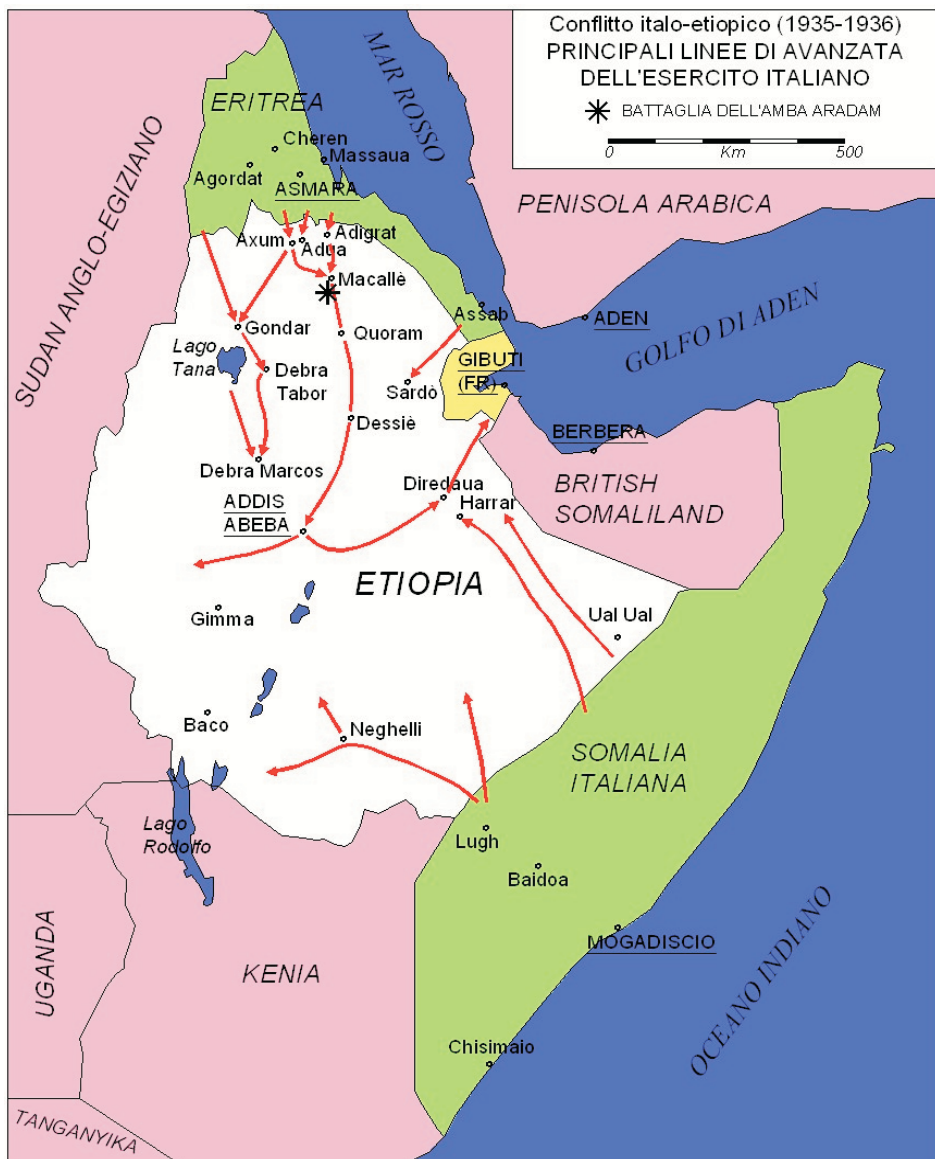 Conflitto italo-etiopico (1935-1936)
PRINCIPALI LINEE DI AVANZATA
DELL'ESERCITO ITALIANO
BATTAGLIA DELL'AMBA ARADAM
0 Km 500
MAR ROSSO
ERITREA
Cheren
Massaua
Agordat
ASMARA
SUDAN ANGLO-EGIZIANO
PENISOLA ARABICA
Axum
Adua
Adigrat
Macallè
Assab
ADEN
GOLFO DI ADEN
Gondar
Quoram
Lago
Tana
Debra
Tabor
Sardò
GIBUTI
(FR)
Dessiè
BERBERA
Debra Marcos
BRITISH
SOMALILAND
Diredaua
Harrar
ADDIS
ABEBA
ETIOPIA
Gimma
Ual Ual
Baco
Neghelli
SOMALIA
ITALIANA
Lago
Rodolfo
Lugh
Baidoa
UGANDA
KENIA
MOGADISCIO
OCEANO INDIANO
Chisimaio
TANGANYIKA